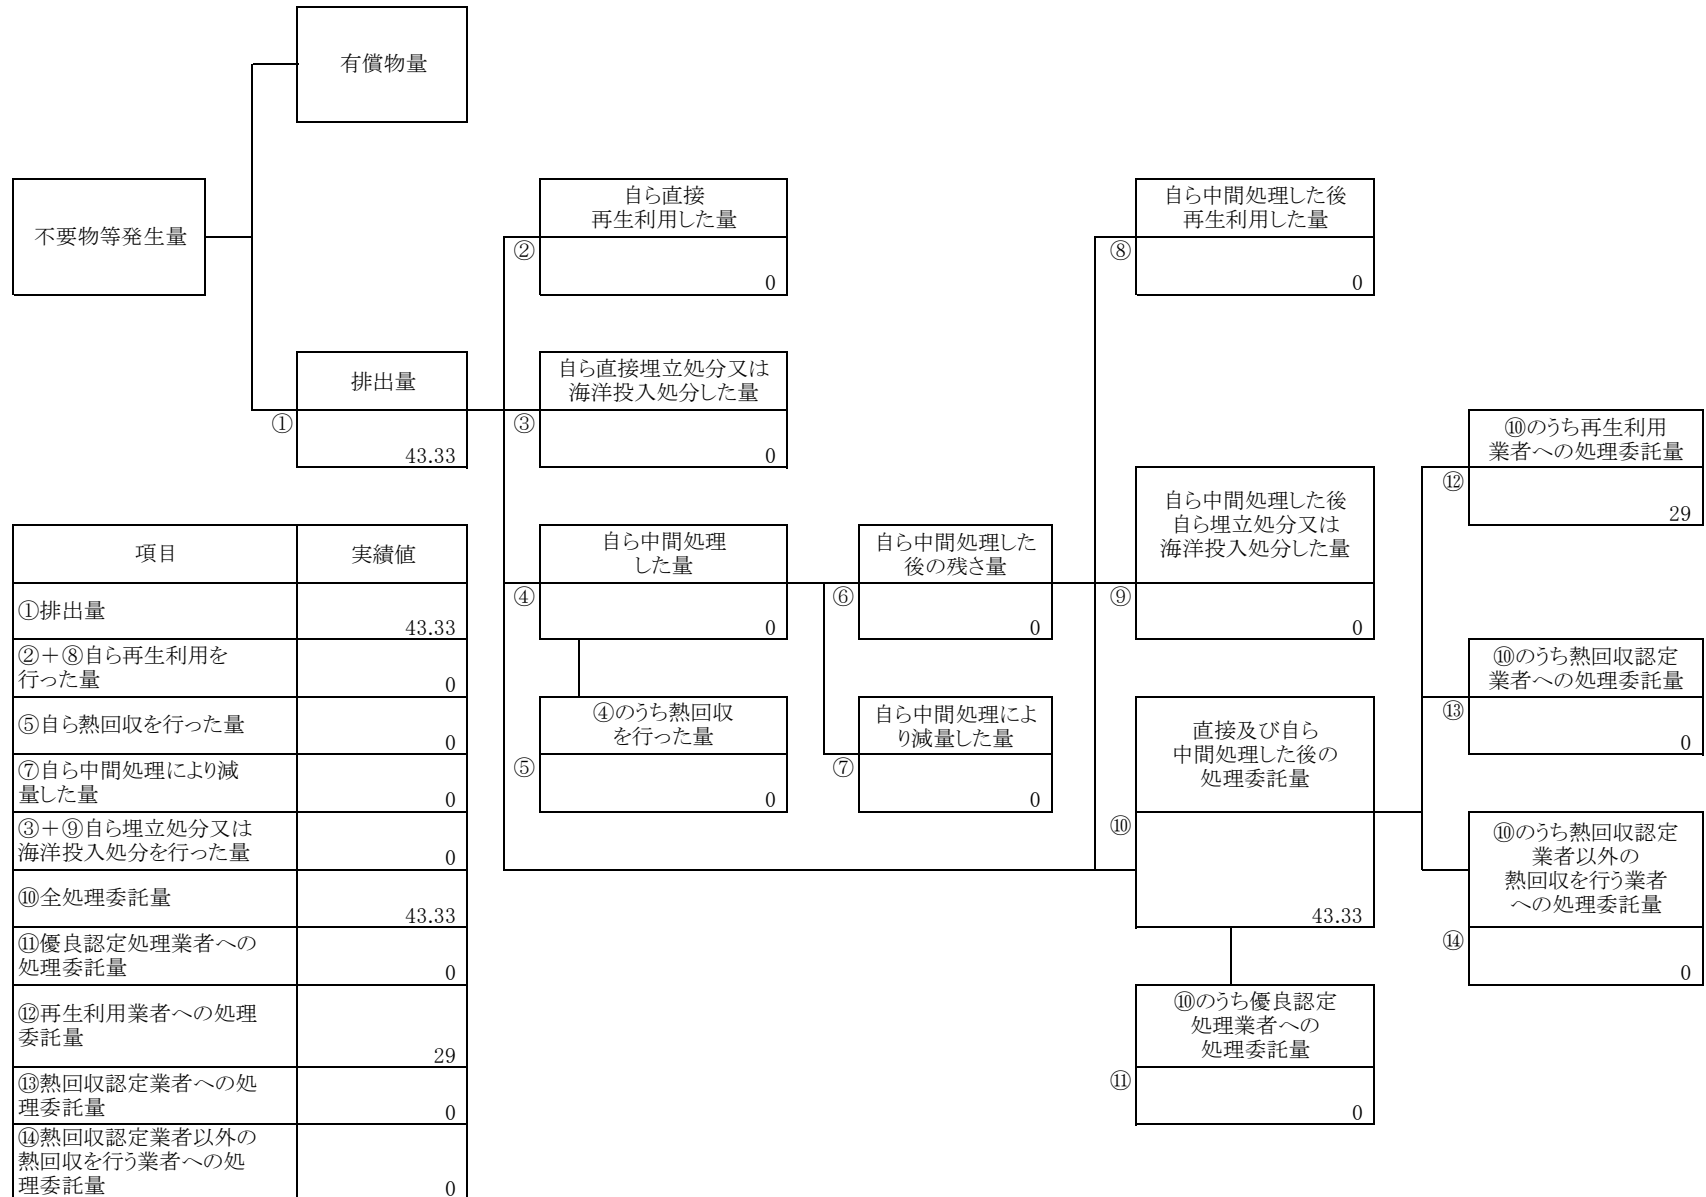 有償物量
不要物等発生量
自ら直接
再生利用した量
②
0
自ら中間処理した後
再生利用した量
⑧
0
排出量
①
43.33
自ら直接埋立処分又は
海洋投入処分した量
③
0
⑩のうち再生利用
業者への処理委託量
⑫
29
自ら中間処理
した量
④
0
自ら中間処理した
後の残さ量
⑥
0
自ら中間処理した後
自ら埋立処分又は
海洋投入処分した量
⑨
0
⑩のうち熱回収認定
業者への処理委託量
⑬
0
④のうち熱回収
を行った量
⑤
0
自ら中間処理によ
り減量した量
⑦
0
直接及び自ら
中間処理した後の
処理委託量
⑩
43.33
⑩のうち熱回収認定
業者以外の
熱回収を行う業者
への処理委託量
⑭
0
⑩のうち優良認定
処理業者への
処理委託量
⑪
0
項目 実績値
①排出量
43.33
②+⑧自ら再生利用を
行った量
0
⑤自ら熱回収を行った量
0
⑦自ら中間処理により減
量した量
0
③+⑨自ら埋立処分又は
海洋投入処分を行った量
0
⑩全処理委託量
43.33
⑪優良認定処理業者への
処理委託量
0
⑫再生利用業者への処理
委託量
29
⑬熱回収認定業者への処
理委託量
0
⑭熱回収認定業者以外の
熱回収を行う業者への処
理委託量
0